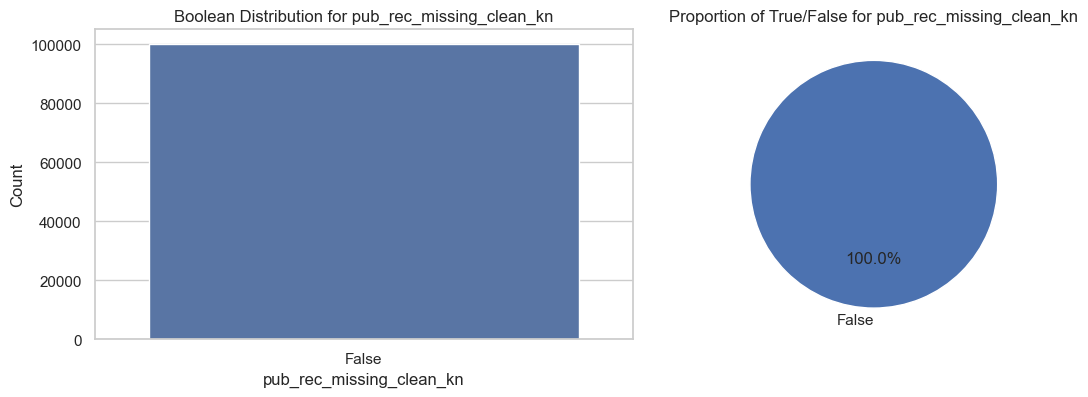 Boolean Distribution for pub_rec_missing_clean_kn
100000
80000
60000
40000
20000
0
Count
False
pub_rec_missing_clean_kn
Proportion of True/False for pub_rec_missing_clean_kn
100.0%
False